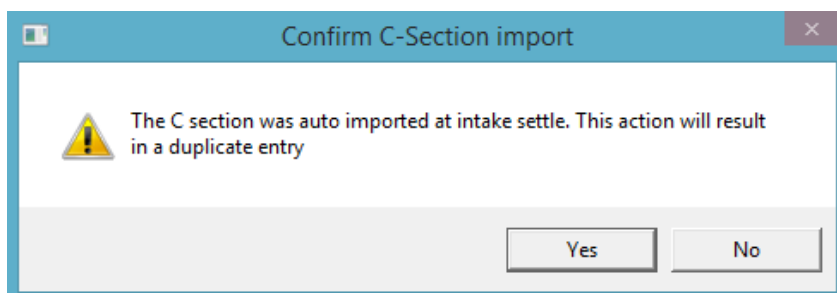 Confirm C-Section import
The C section was auto imported at intake settle. This action will result
in a duplicate entry
Yes
No